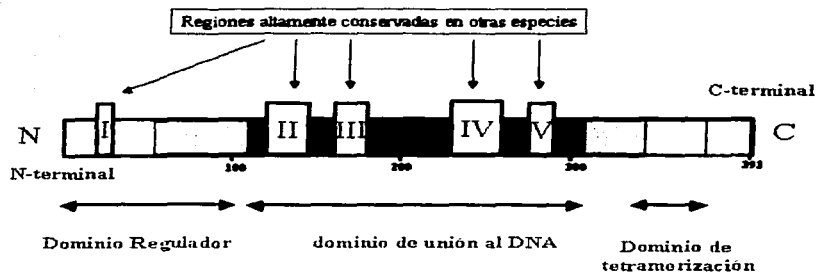 Regiones altamente conservadas en otras especies
C-terminal
N I II III IV V C
N-terminal
100 200 300 393
Dominio Regulador dominio de unión al DNA Dominio de
tetramorización